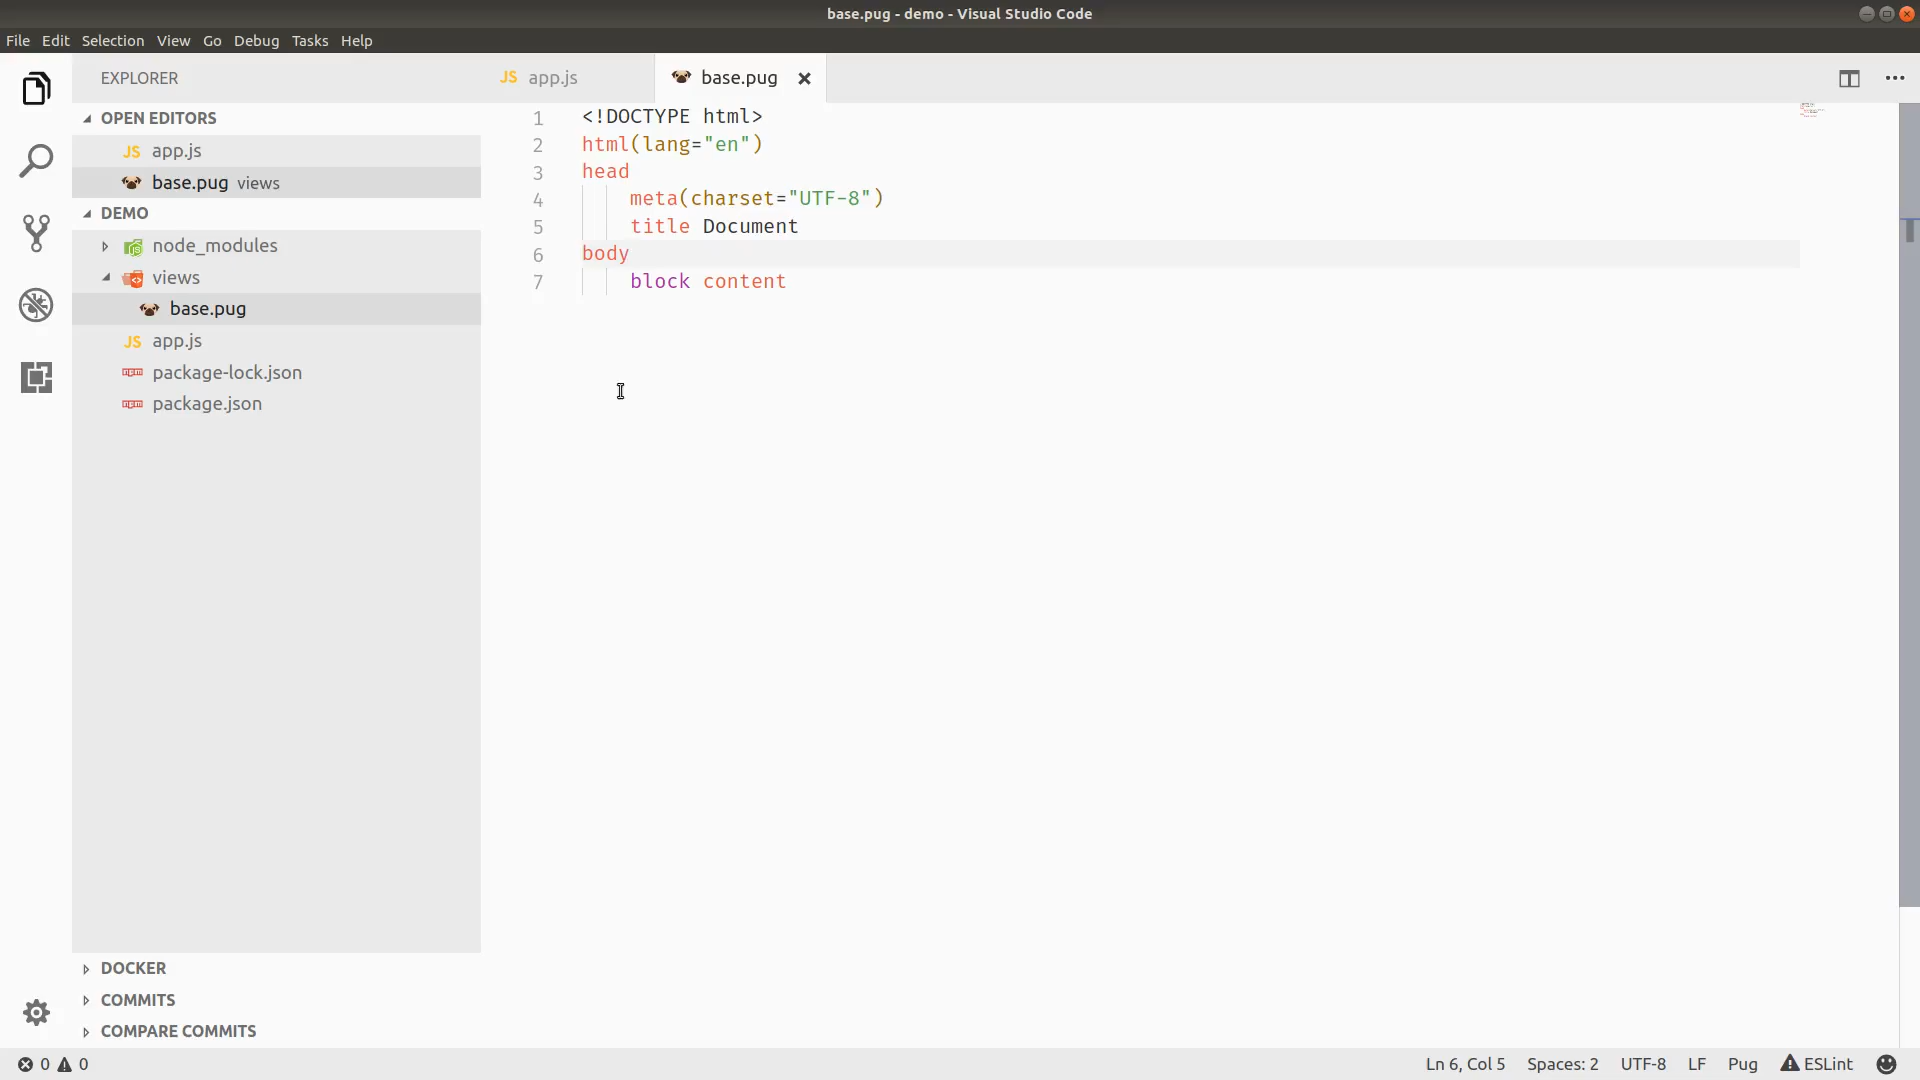 base.pug - demo - Visual Studio Code
File Edit Selection View Go Debug Tasks Help
EXPLORER
OPEN EDITORS
JS app.js
base.pug views
DEMO
node_modules
views
base.pug
JS app.js
package-lock.json
package.json
DOCKER
COMMITS
COMPARE COMMITS
JS app.js
base.pug
1 <!DOCTYPE html>
2 html(lang="en")
3 head
4 meta(charset="UTF-8")
5 title Document
6 body
7 block content
0 0
Ln 6, Col 5 Spaces: 2 UTF-8 LF Pug ESLint